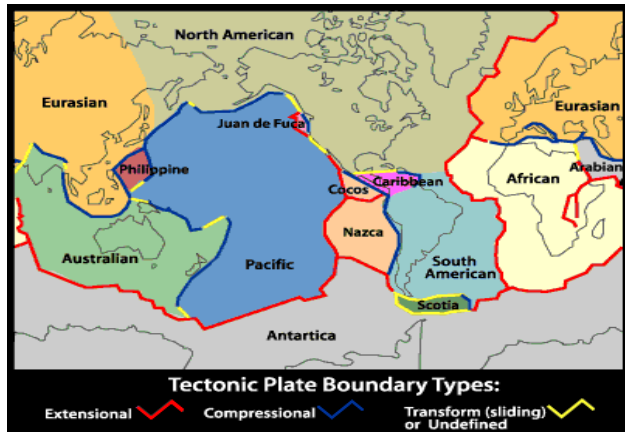 North American
Eurasian
Eurasian
Juan de Fuca
Philippine
Arabian
African
Caribbean
Cocos
Nazca
Australian
Pacific
South
American
Scotia
Antartica
Tectonic Plate Boundary Types:
Extensional
Compressional
Transform (sliding)
or Undefined